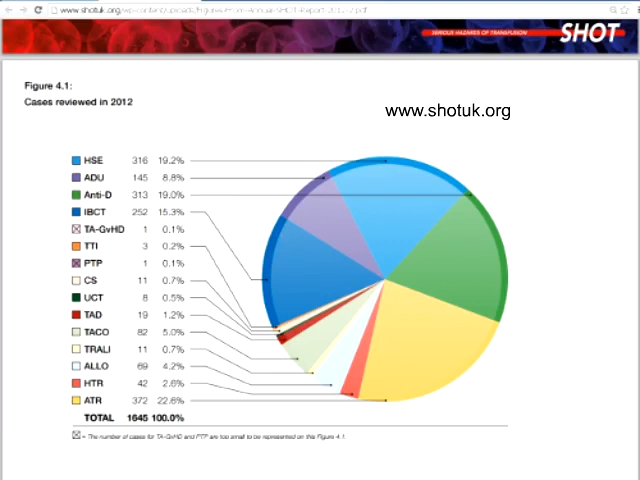 www.shotuk.org
SERIOUS HAZARDS OF TRANSFUSION
SHOT
Figure 4.1:
Cases reviewed in 2012
www.shotuk.org
HSE 316 19.2%
ADU 145 8.8%
Anti-D 313 19.0%
IBCT 252 15.3%
TA-GvHD 1 0.1%
TTI 3 0.2%
PTP 1 0.1%
CS 11 0.7%
UCT 8 0.5%
TAD 19 1.2%
TACO 82 5.0%
TRALI 11 0.7%
ALLO 69 4.2%
HTR 42 2.6%
ATR 372 22.6%
TOTAL 1645 100.0%
= The number of cases for TA-GvHD and PTP are too small to be represented on this Figure 4.1